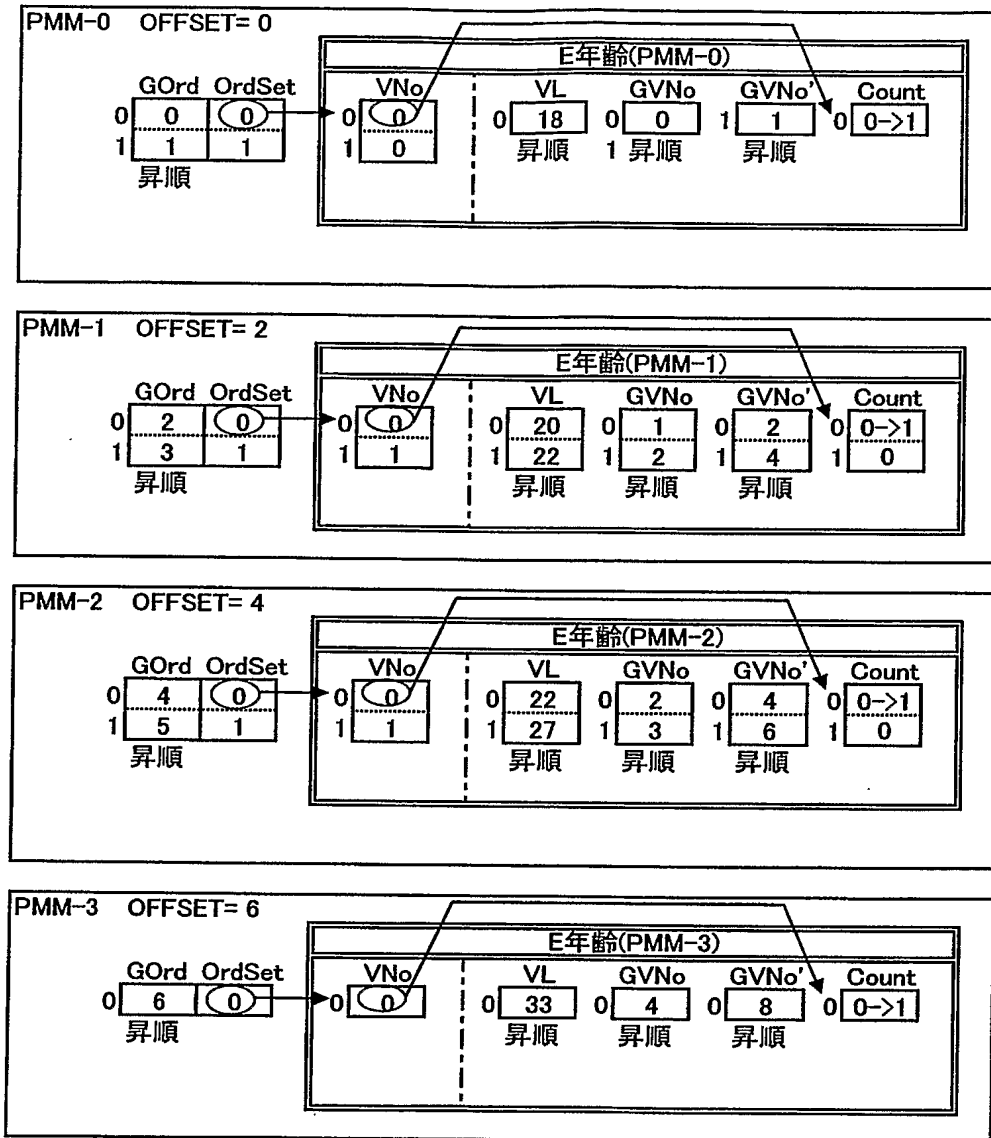 PMM-0 OFFSET= 0
E年齢(PMM-0)
GOrd OrdSet VNo VL GVNo GVNo' Count
0 0 0 0 0 0 18 0 0 1 1 0 0->1
1 1 1 1 0 昇順 1 昇順 昇順
昇順
PMM-1 OFFSET= 2
E年齢(PMM-1)
GOrd OrdSet VNo VL GVNo GVNo' Count
0 2 0 0 0 0 20 0 1 0 2 0 0->1
1 3 1 1 1 1 22 1 2 1 4 1 0
昇順 昇順 昇順 昇順
PMM-2 OFFSET= 4
E年齢(PMM-2)
GOrd OrdSet VNo VL GVNo GVNo' Count
0 4 0 0 0 0 22 0 2 0 4 0 0->1
1 5 1 1 1 1 27 1 3 1 6 1 0
昇順 昇順 昇順 昇順
PMM-3 OFFSET= 6
E年齢(PMM-3)
GOrd OrdSet VNo VL GVNo GVNo' Count
0 6 0 0 0 0 33 0 4 0 8 0 0->1
昇順 昇順 昇順 昇順